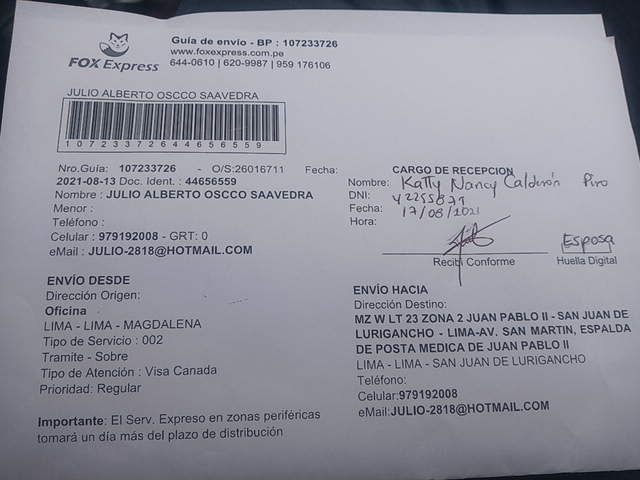 FOX Express
Guía de envío - BP : 107233726
www.foxexpress.com.pe
644-0610 | 620-9987 | 959 176106
JULIO ALBERTO OSCCO SAAVEDRA
10723372644656559
Nro.Guía: 107233726 - O/S:26016711 Fecha:
2021-08-13 Doc. Ident. : 44656559
Nombre : JULIO ALBERTO OSCCO SAAVEDRA
Menor :
Teléfono :
Celular : 979192008 - GRT: 0
eMail : JULIO-2818@HOTMAIL.COM
ENVÍO DESDE
Dirección Origen:
Oficina
LIMA - LIMA - MAGDALENA
Tipo de Servicio : 002
Tramite - Sobre
Tipo de Atención : Visa Canada
Prioridad: Regular
Importante: El Serv. Expreso en zonas periféricas
tomará un día más del plazo de distribución
CARGO DE RECEPCION
Nombre: Katty Nancy Calderón Piro
DNI: 42255871
Fecha: 17/08/2021
Hora:
Recibí Conforme
Esposa
Huella Digital
ENVÍO HACIA
Dirección Destino:
MZ W LT 23 ZONA 2 JUAN PABLO II - SAN JUAN DE
LURIGANCHO - LIMA-AV. SAN MARTIN, ESPALDA
DE POSTA MEDICA DE JUAN PABLO II
LIMA - LIMA - SAN JUAN DE LURIGANCHO
Teléfono:
Celular:979192008
eMail:JULIO-2818@HOTMAIL.COM